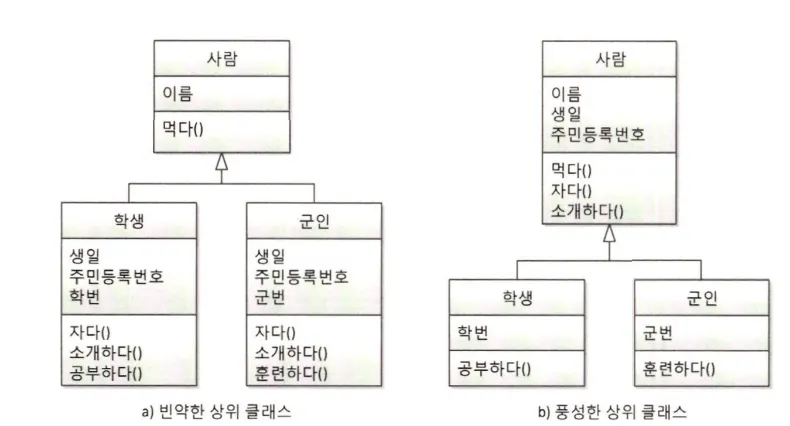 사람
이름
먹다()
학생
생일
주민등록번호
학번
자다()
소개하다()
공부하다()
군인
생일
주민등록번호
군번
자다()
소개하다()
훈련하다()
a) 빈약한 상위 클래스
사람
이름
생일
주민등록번호
먹다()
자다()
소개하다()
학생
학번
공부하다()
군인
군번
훈련하다()
b) 풍성한 상위 클래스